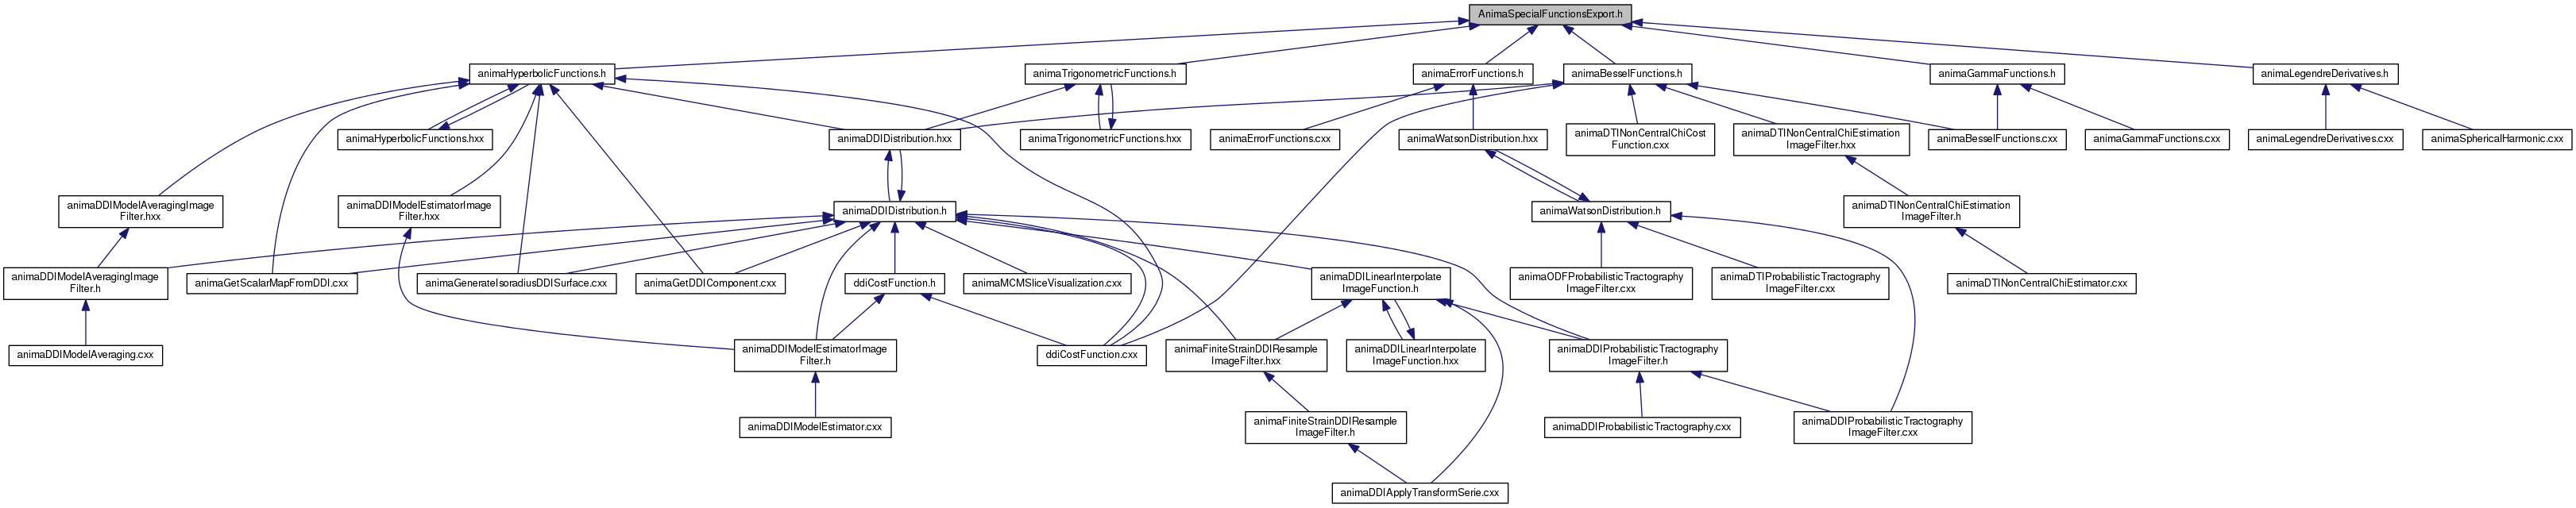 AnimaSpecialFunctionsExport.h
animaHyperbolicFunctions.h
animaTrigonometricFunctions.h
animaErrorFunctions.h
animaBesselFunctions.h
animaGammaFunctions.h
animaLegendreDerivatives.h
animaHyperbolicFunctions.hxx
animaDDIDistribution.hxx
animaTrigonometricFunctions.hxx
animaErrorFunctions.cxx
animaWatsonDistribution.hxx
animaDTINonCentralChiCost
Function.cxx
animaDTINonCentralChiEstimation
ImageFilter.hxx
animaBesselFunctions.cxx
animaGammaFunctions.cxx
animaLegendreDerivatives.cxx
animaSphericalHarmonic.cxx
animaDDIModelAveragingImage
Filter.hxx
animaDDIModelEstimatorImage
Filter.hxx
animaDDIDistribution.h
animaWatsonDistribution.h
animaDTINonCentralChiEstimation
ImageFilter.h
animaDDIModelAveragingImage
Filter.h
animaGetScalarMapFromDDI.cxx
animaGenerateIsoradiusDDISurface.cxx
animaGetDDIComponent.cxx
ddiCostFunction.h
animaMCMSliceVisualization.cxx
animaDDILinearInterpolate
ImageFunction.h
animaODFProbabilisticTractography
ImageFilter.cxx
animaDTIProbabilisticTractography
ImageFilter.cxx
animaDTINonCentralChiEstimator.cxx
animaDDIModelAveraging.cxx
animaDDIModelEstimatorImage
Filter.h
ddiCostFunction.cxx
animaFiniteStrainDDIResample
ImageFilter.hxx
animaDDILinearInterpolate
ImageFunction.hxx
animaDDIProbabilisticTractography
ImageFilter.h
animaDDIModelEstimator.cxx
animaFiniteStrainDDIResample
ImageFilter.h
animaDDIProbabilisticTractography.cxx
animaDDIProbabilisticTractography
ImageFilter.cxx
animaDDIApplyTransformSerie.cxx